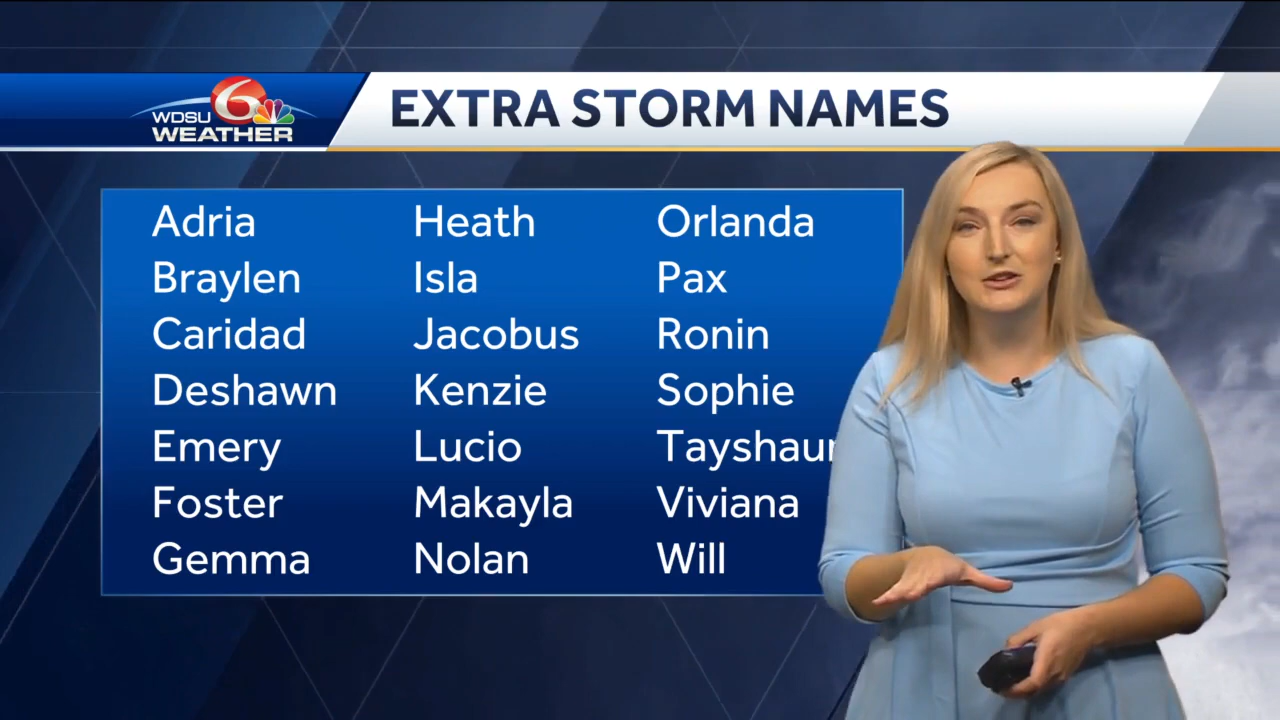 WDSU 6
WEATHER
EXTRA STORM NAMES
Adria
Braylen
Caridad
Deshawn
Emery
Foster
Gemma
Heath
Isla
Jacobus
Kenzie
Lucio
Makayla
Nolan
Orlanda
Pax
Ronin
Sophie
Viviana
Will